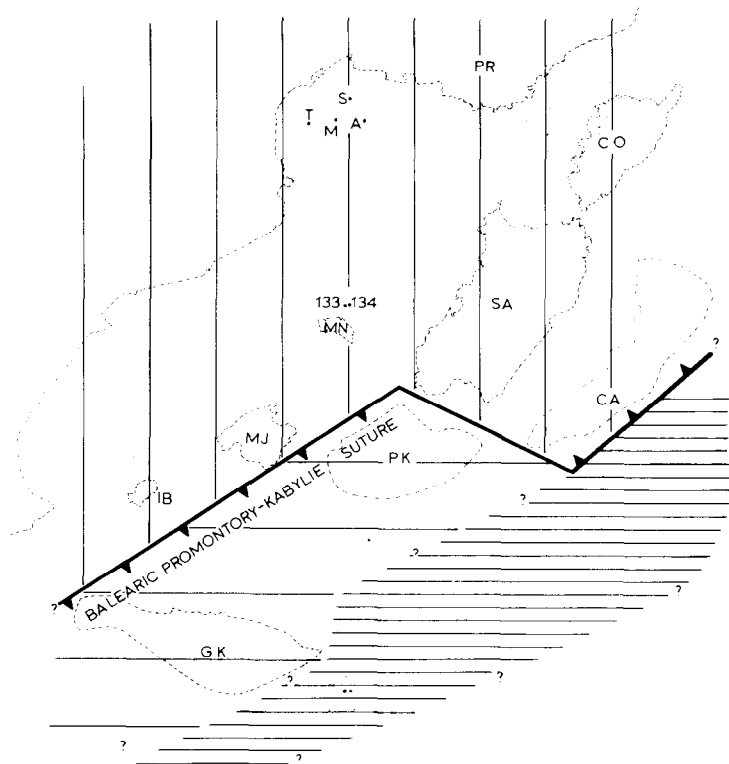 PR
S
T
M A
CO
133 134
MN
SA
?
CA
MJ
PK
IB
BALEARIC PROMONTORY-KABYLIE SUTURE
?
?
?
?
GK
?
?
?
?